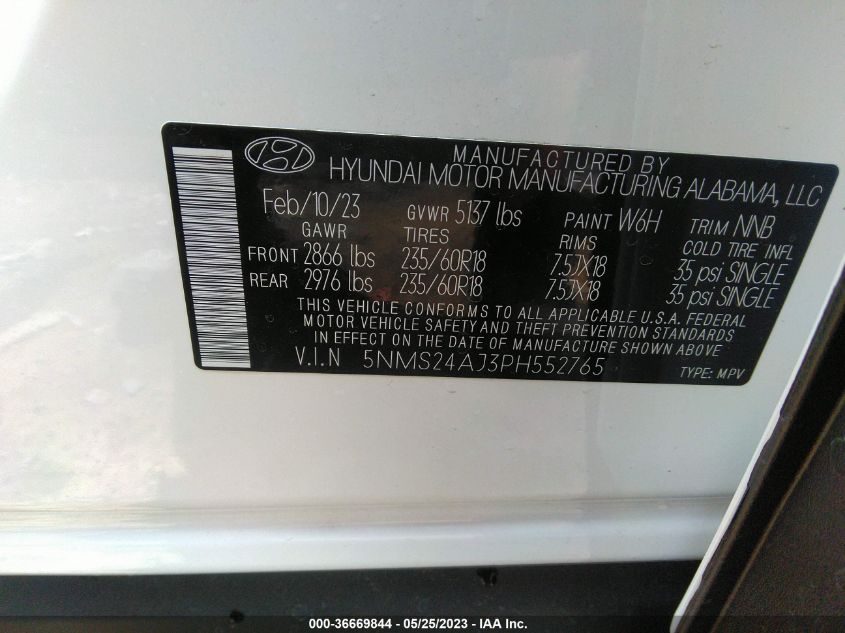 MANUFACTURED BY
HYUNDAI MOTOR MANUFACTURING ALABAMA, LLC
Feb/10/23 GVWR 5137 lbs PAINT W6H TRIM NNB
GAWR TIRES RIMS COLD TIRE INFL
FRONT 2866 lbs 235/60R18 7.5JX18 35 psi SINGLE
REAR 2976 lbs 235/60R18 7.5JX18 35 psi SINGLE
THIS VEHICLE CONFORMS TO ALL APPLICABLE U.S.A. FEDERAL
MOTOR VEHICLE SAFETY AND THEFT PREVENTION STANDARDS
IN EFFECT ON THE DATE OF MANUFACTURE SHOWN ABOVE
V.I.N 5NMS24AJ3PH552765 TYPE: MPV
000-36669844 - 05/25/2023 - IAA Inc.